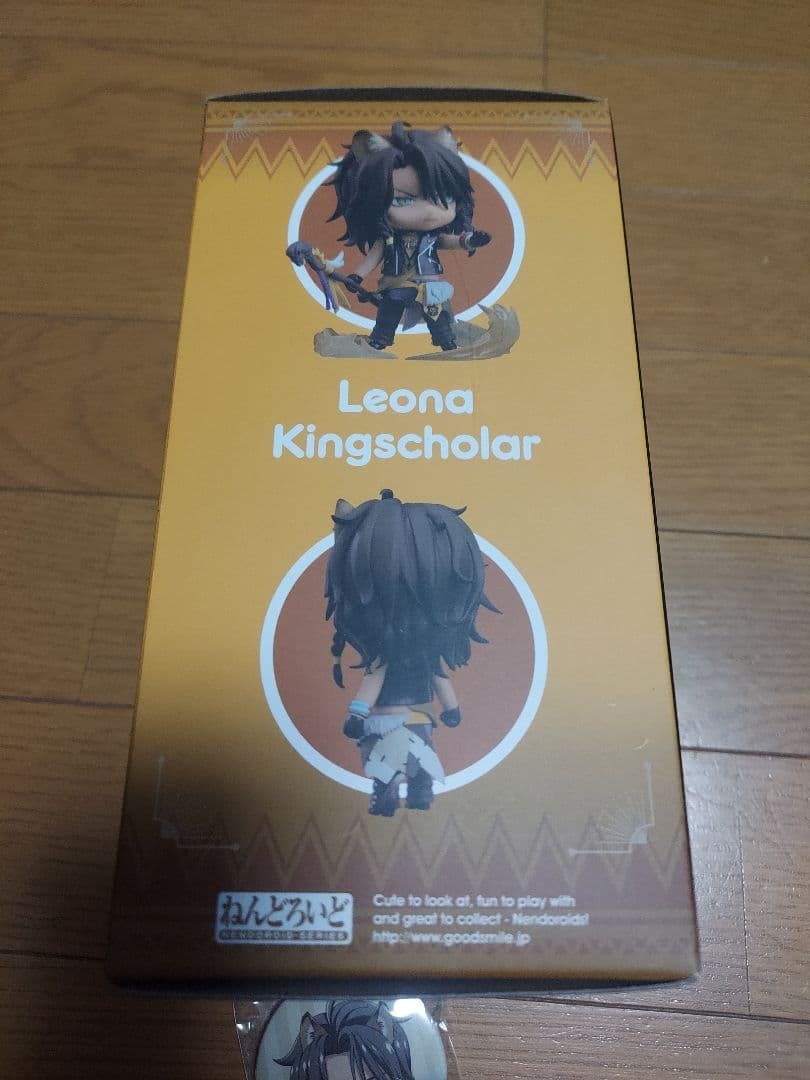 Leona
Kingscholar
ねんどろいど
NENDOROID SERIES
Cute to look at, fun to play with
and great to collect - Nendoroids!
http://www.goodsmile.jp